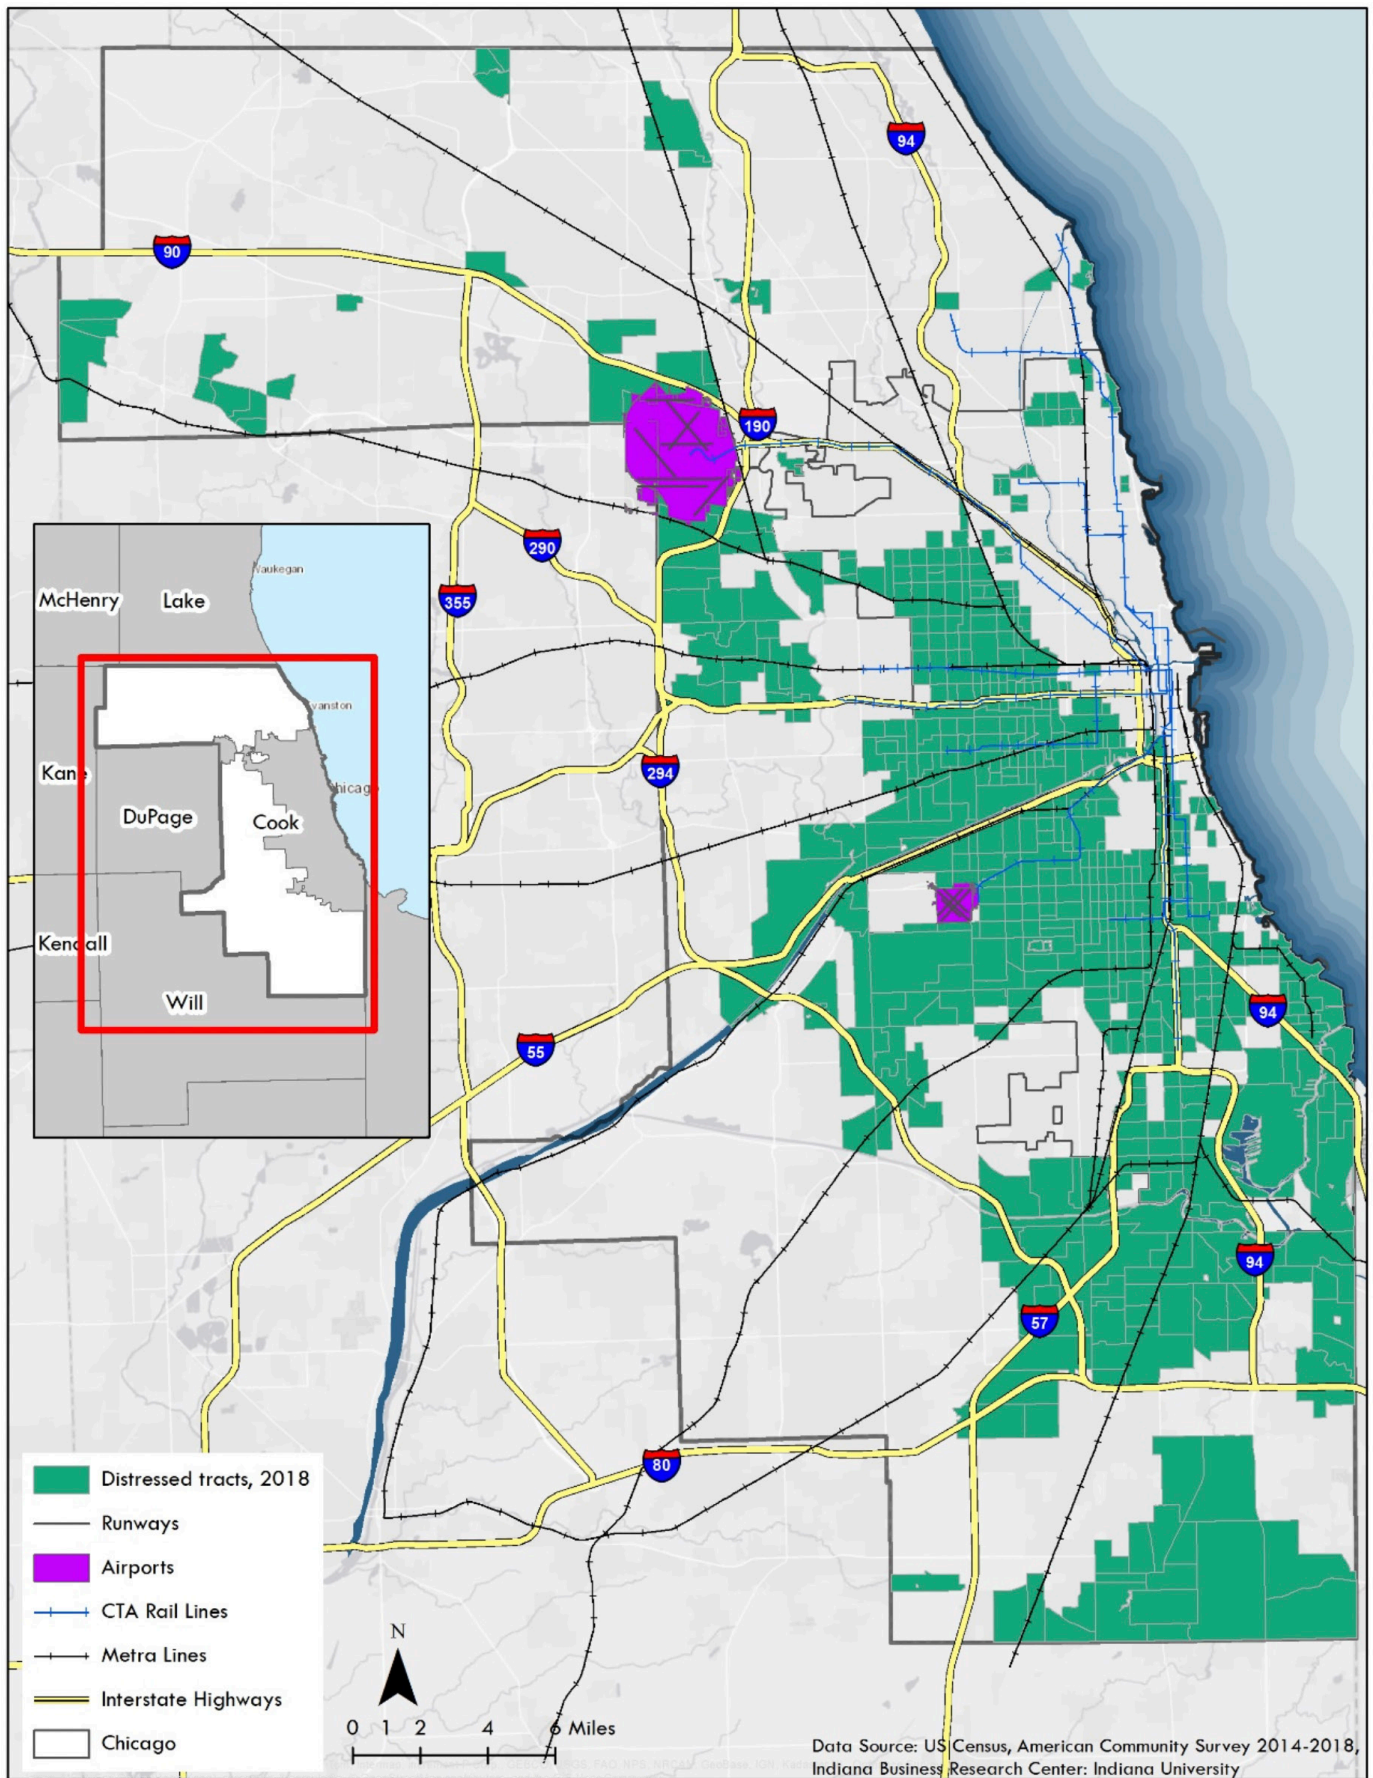 94
90
190
290
355
294
94
55
94
57
80
Waukegan
McHenry
Lake
vanston
Kane
hicago
DuPage
Cook
Kendall
Will
Distressed tracts, 2018
Runways
Airports
CTA Rail Lines
Metra Lines
Interstate Highways
Chicago
N
0 1 2 4 6 Miles
Data Source: US Census, American Community Survey 2014-2018,
Indiana Business Research Center: Indiana University